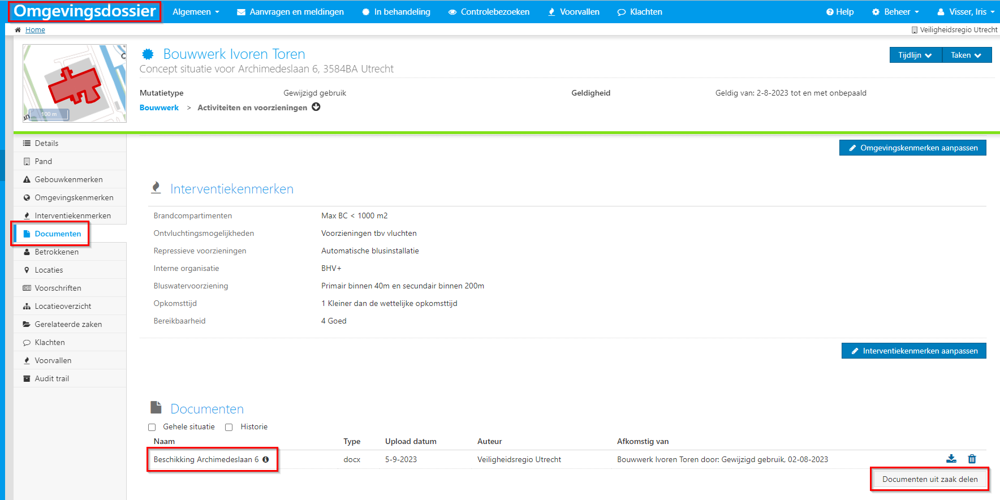 Omgevingsdossier Algemeen Aanvragen en meldingen In behandeling Controlebezoeken Voorvallen Klachten Help Beheer Visser, Iris
Home Veiligheidsregio Utrecht
Bouwwerk Ivoren Toren
Tijdlijn Taken
Concept situatie voor Archimedeslaan 6, 3584BA Utrecht
Mutatietype Gewijzigd gebruik Geldigheid Geldig van: 2-8-2023 tot en met onbepaald
Bouwwerk > Activiteiten en voorzieningen
100 m
Details
Pand
Gebouwkenmerken
Omgevingskenmerken
Interventiekenmerken
Documenten
Betrokkenen
Locaties
Voorschriften
Locatieoverzicht
Gerelateerde zaken
Klachten
Voorvallen
Audit trail
Omgevingskenmerken aanpassen
Interventiekenmerken
Brandcompartimenten Max BC < 1000 m2
Ontvluchtingsmogelijkheden Voorzieningen tbv vluchten
Repressieve voorzieningen Automatische blusinstallatie
Interne organisatie BHV+
Bluswatervoorziening Primair binnen 40m en secundair binnen 200m
Opkomsttijd 1 Kleiner dan de wettelijke opkomsttijd
Bereikbaarheid 4 Goed
Interventiekenmerken aanpassen
Documenten
Gehele situatie Historie
Naam Type Upload datum Auteur Afkomstig van
Beschikking Archimedeslaan 6 docx 5-9-2023 Veiligheidsregio Utrecht Bouwwerk Ivoren Toren door: Gewijzigd gebruik, 02-08-2023
Documenten uit zaak delen